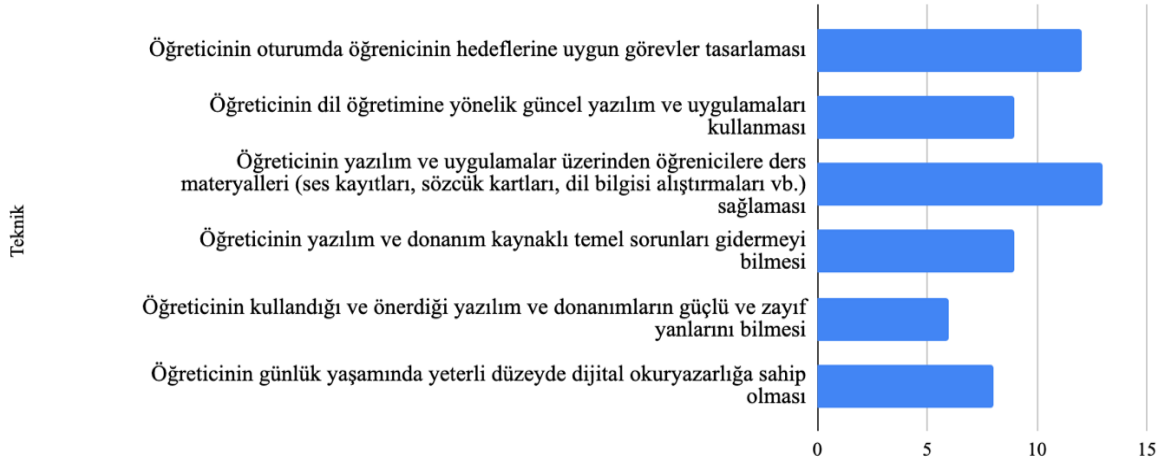 Öğreticinin oturumda öğrenicinin hedeflerine uygun görevler tasarlaması
Öğreticinin dil öğretimine yönelik güncel yazılım ve uygulamaları
kullanması
Öğreticinin yazılım ve uygulamalar üzerinden öğrenicilere ders
materyalleri (ses kayıtları, sözcük kartları, dil bilgisi alıştırmaları vb.)
sağlaması
Teknik
Öğreticinin yazılım ve donanım kaynaklı temel sorunları gidermeyi
bilmesi
Öğreticinin kullandığı ve önerdiği yazılım ve donanımların güçlü ve zayıf
yanlarını bilmesi
Öğreticinin günlük yaşamında yeterli düzeyde dijital okuryazarlığa sahip
olması
0 5 10 15